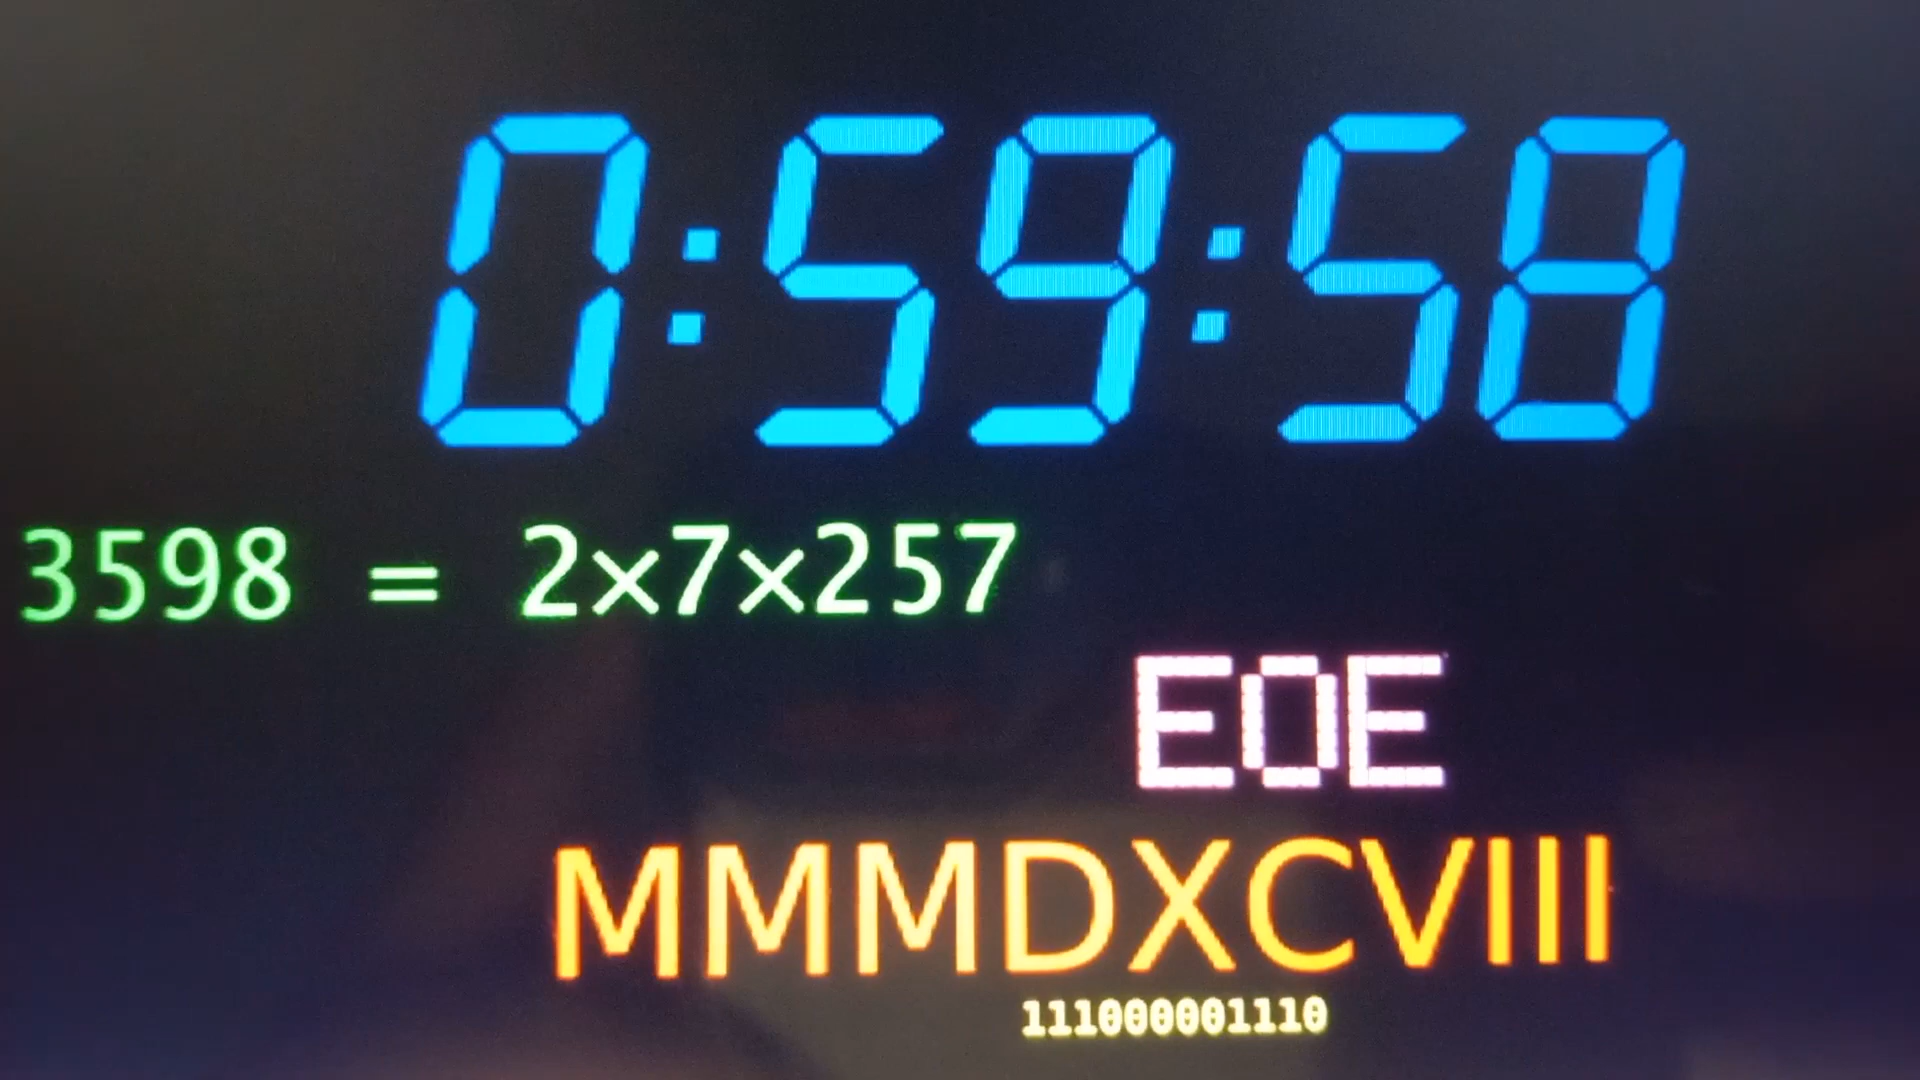 0:59:58
3598 = 2×7×257
E0E
MMMDXCVIII
111000001110